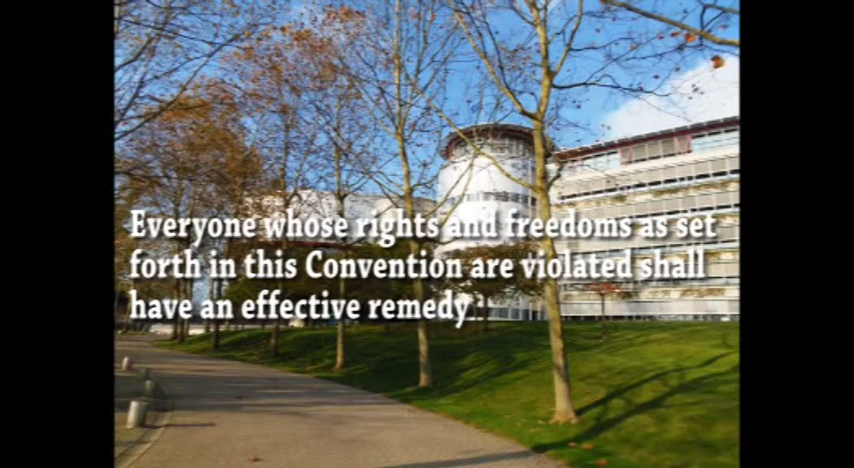 Everyone whose rights and freedoms as set
forth in this Convention are violated shall
have an effective remedy